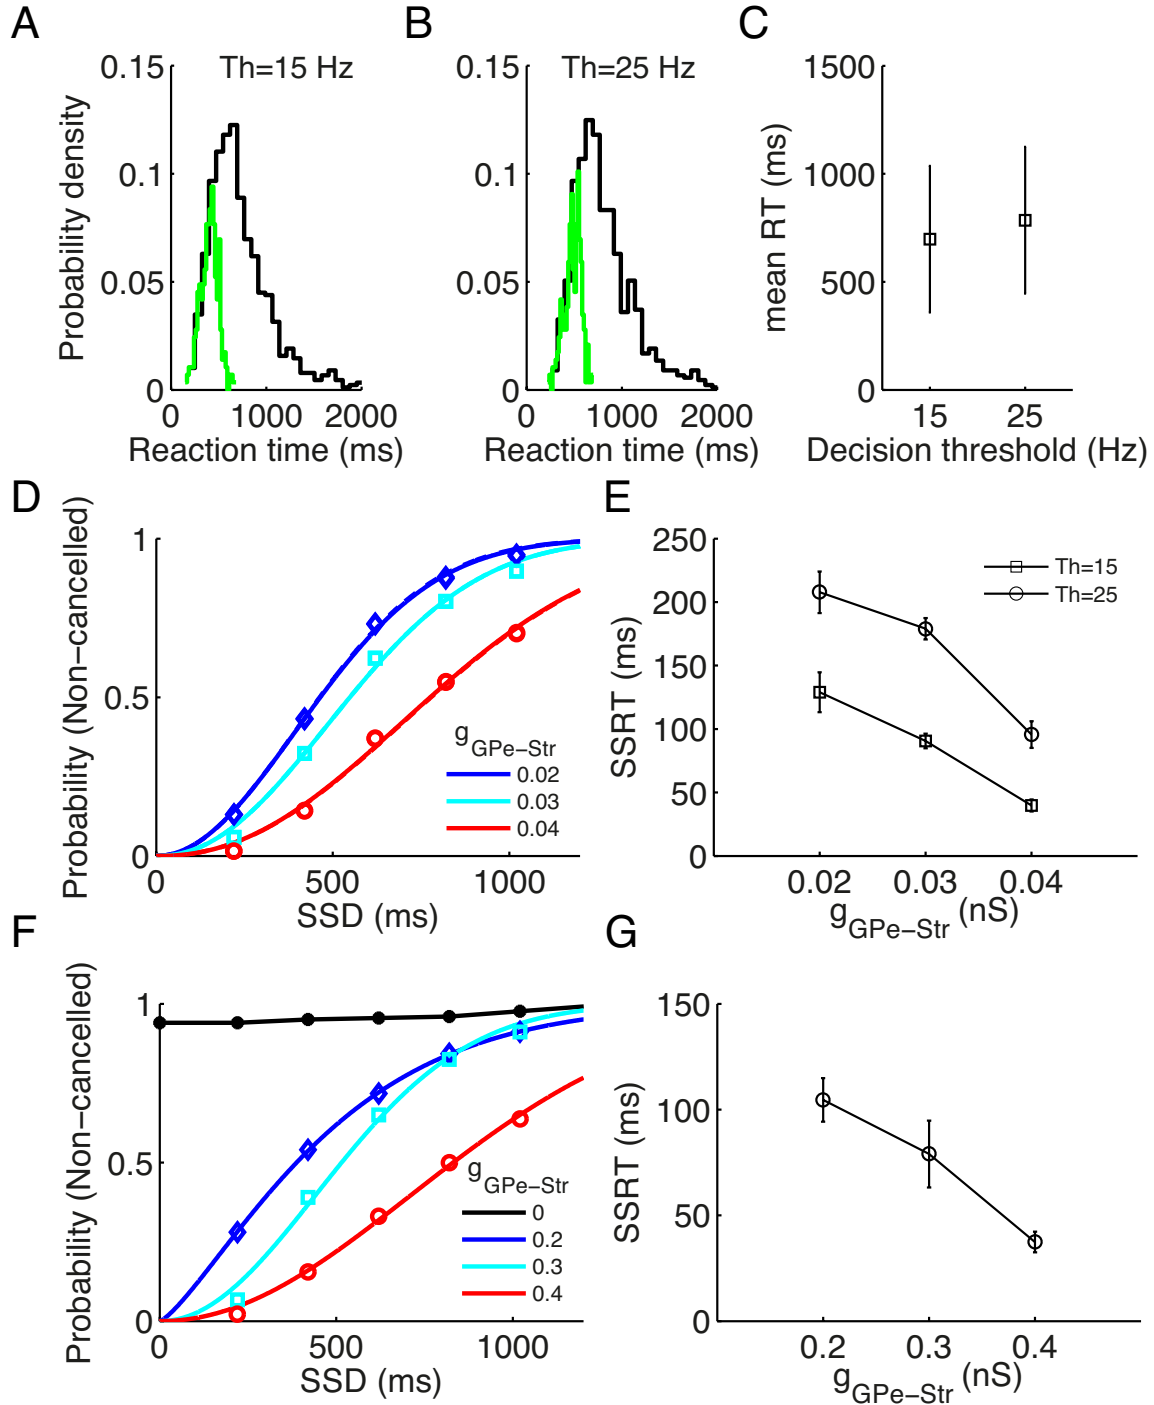 A
B
C
Th=15 Hz
Th=25 Hz
0.15
0.1
0.05
0
Probability density
0 1000 2000
Reaction time (ms)
0.15
0.1
0.05
0
0 1000 2000
Reaction time (ms)
1500
1000
500
0
mean RT (ms)
15 25
Decision threshold (Hz)
D
E
1
0.5
0
Probability (Non−cancelled)
0 500 1000
SSD (ms)
gGPe−Str
0.02
0.03
0.04
250
200
150
100
50
0
SSRT (ms)
Th=15
Th=25
0.02 0.03 0.04
gGPe−Str (nS)
F
G
1
0.5
0
Probability (Non−cancelled)
0 500 1000
SSD (ms)
gGPe−Str
0
0.2
0.3
0.4
150
100
50
0
SSRT (ms)
0.2 0.3 0.4
gGPe−Str (nS)